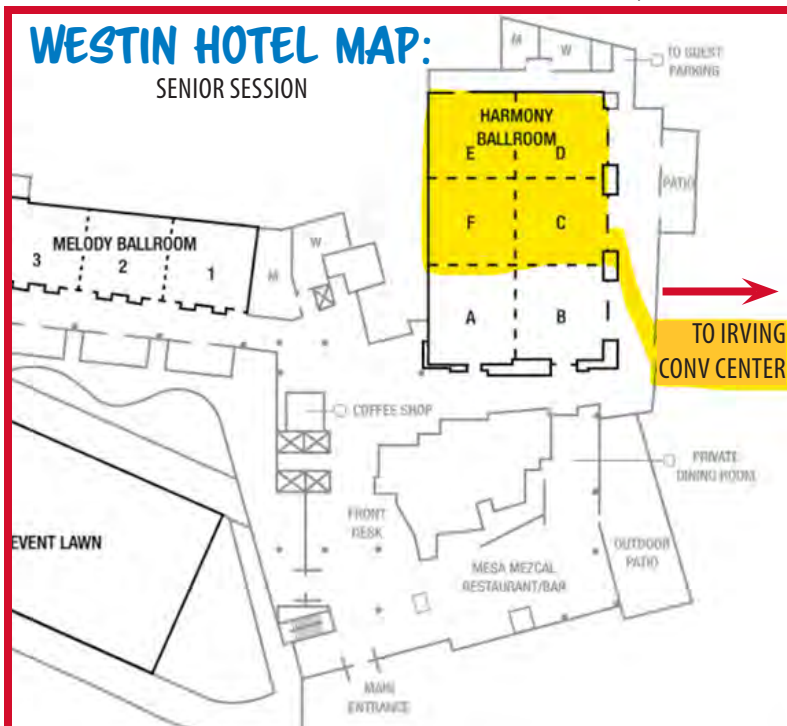 WESTIN HOTEL MAP:
SENIOR SESSION
M
W
TO GUEST
PARKING
HARMONY
BALLROOM
E
D
PATIO
F
C
MELODY BALLROOM
3
2
1
M
W
A
B
TO IRVING
CONV CENTER
COFFEE SHOP
PRIVATE
DINING ROOM
FRONT
DESK
EVENT LAWN
MESA MEZCAL
RESTAURANT/BAR
OUTDOOR
PATIO
MAIN
ENTRANCE